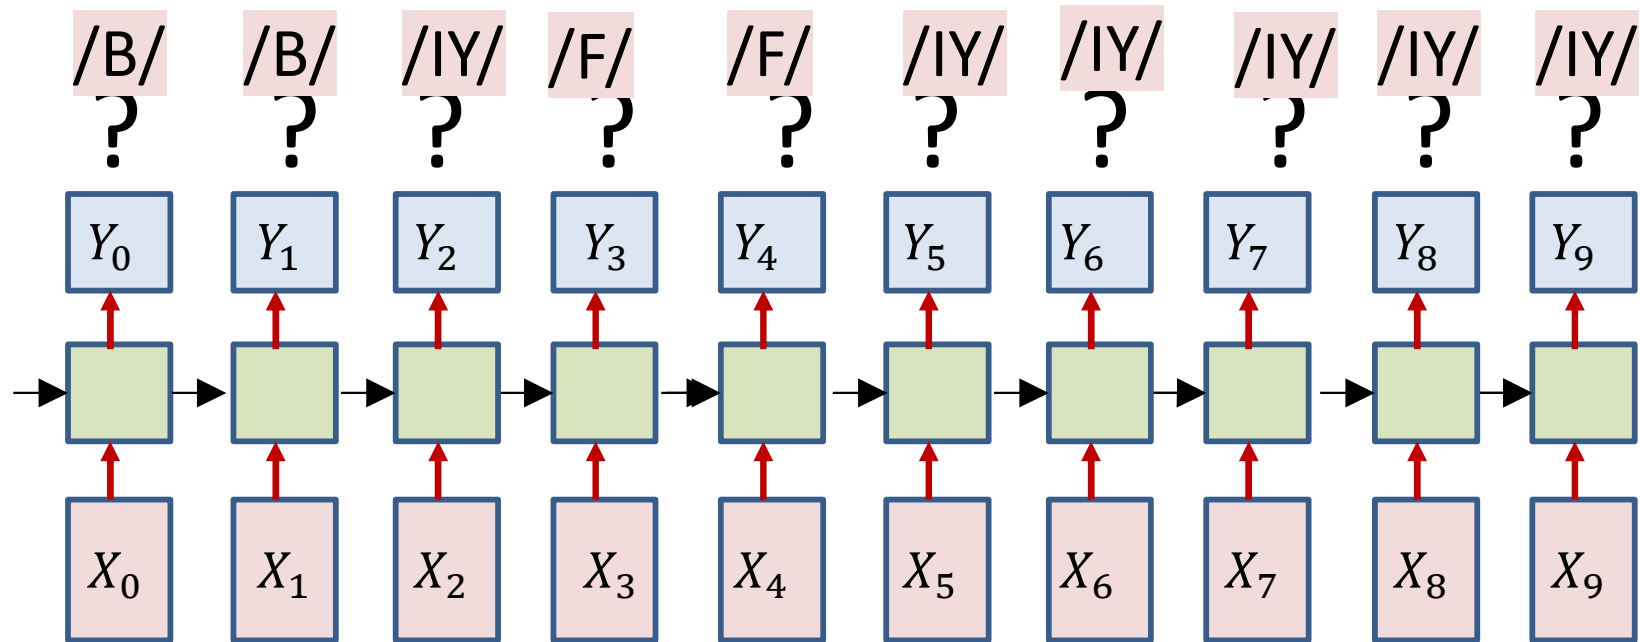 /B/ /B/ /IY/ /F/ /F/ /IY/ /IY/ /IY/ /IY/ /IY/
? ? ? ? ? ? ? ? ? ?
Y₀ Y₁ Y₂ Y₃ Y₄ Y₅ Y₆ Y₇ Y₈ Y₉
X₀ X₁ X₂ X₃ X₄ X₅ X₆ X₇ X₈ X₉